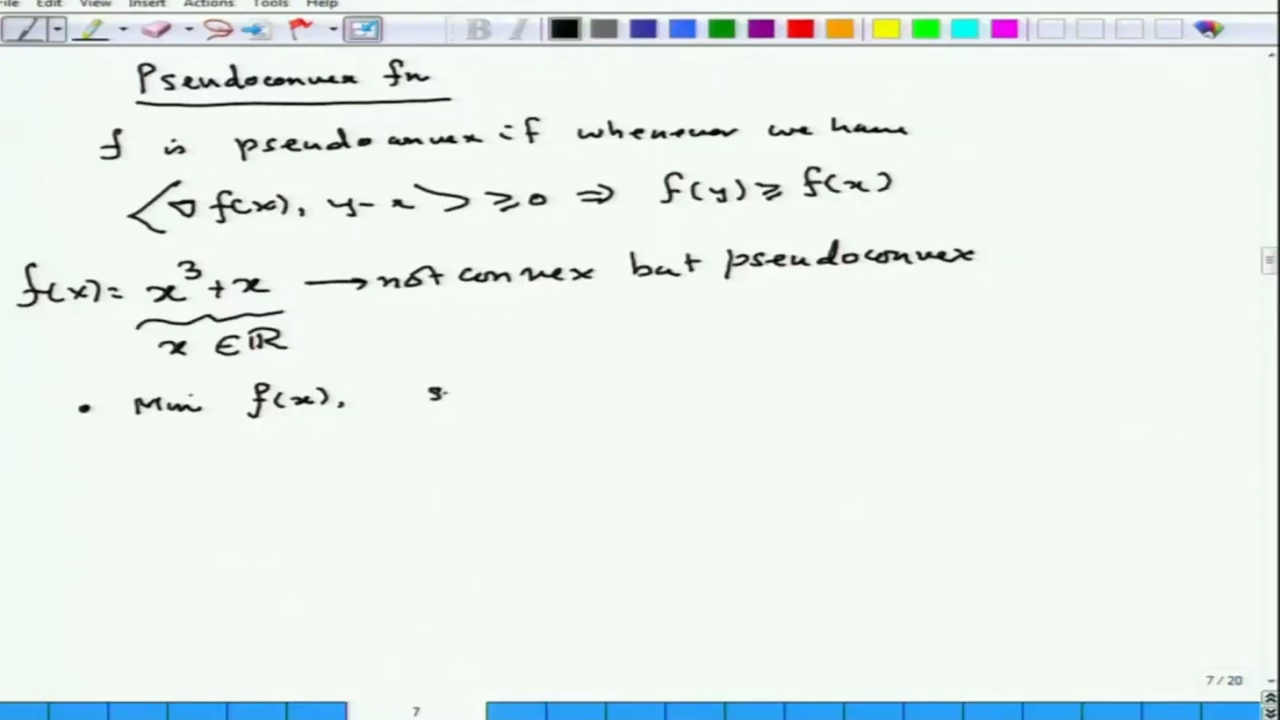 File Edit View Insert Actions Tools Help
Pseudoconvex fn
f is pseudoconvex if whenever we have
⟨∇f(x), y-x⟩ ≥ 0 ⇒ f(y) ≥ f(x)
f(x) = x³+x → not convex but pseudoconvex
x ∈ ℝ
• Min f(x), s
7 / 20
7